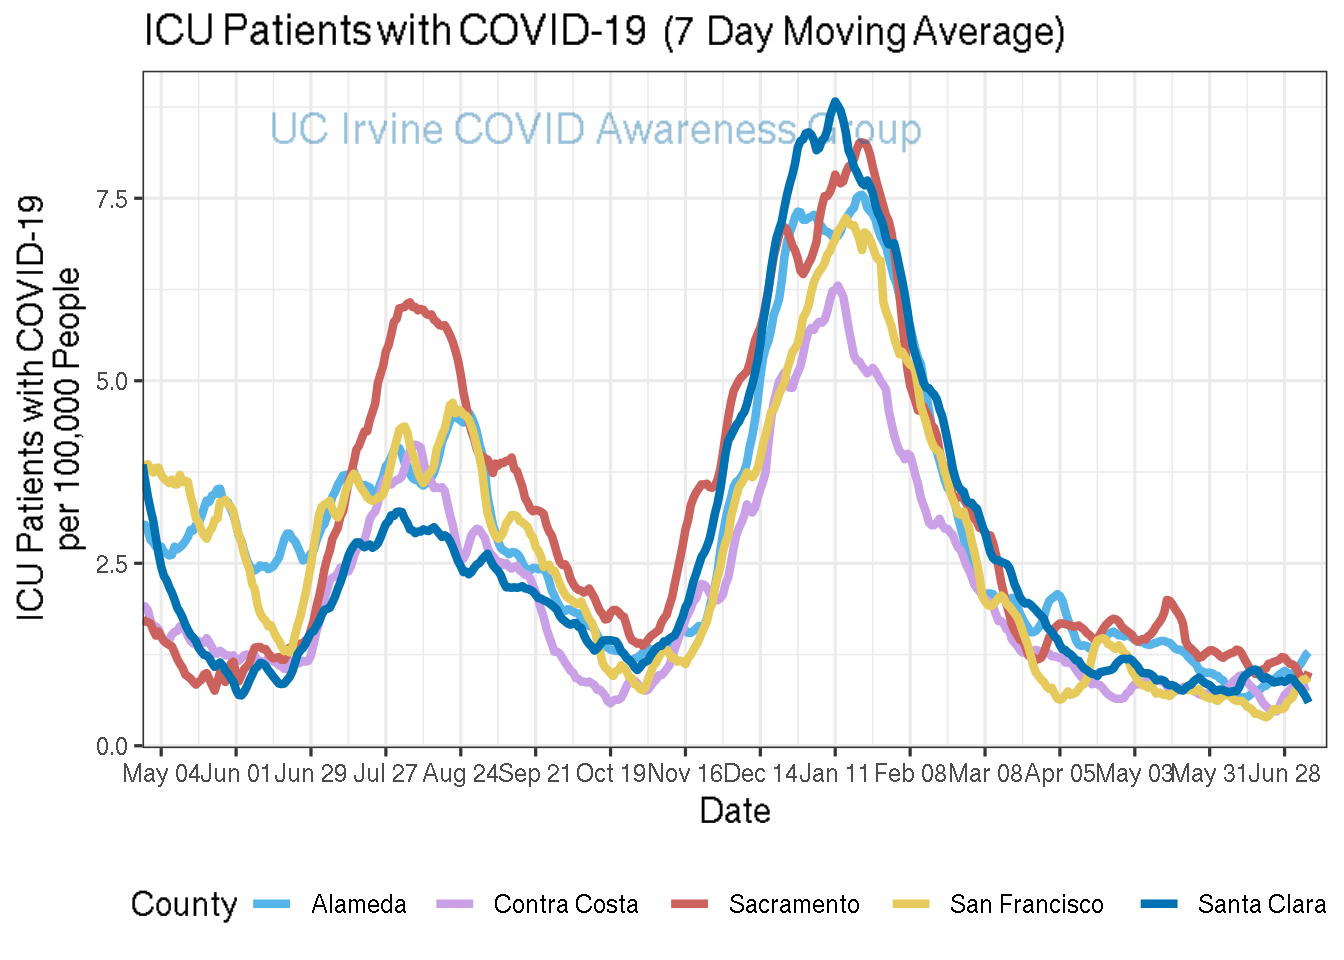 ICU Patients with COVID-19 (7 Day Moving Average)
UC Irvine COVID Awareness Group
ICU Patients with COVID-19
per 100,000 People
7.5
5.0
2.5
0.0
May 04 Jun 01 Jun 29 Jul 27 Aug 24 Sep 21 Oct 19 Nov 16 Dec 14 Jan 11 Feb 08 Mar 08 Apr 05 May 03 May 31 Jun 28
Date
County Alameda Contra Costa Sacramento San Francisco Santa Clara